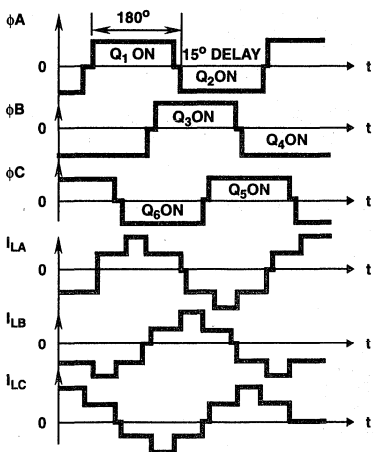 ϕA
180°
Q1 ON
15° DELAY
Q2ON
0
t
ϕB
Q3ON
0
Q4ON
t
ϕC
Q5ON
0
Q6ON
t
ILA
0
t
ILB
0
t
ILC
0
t